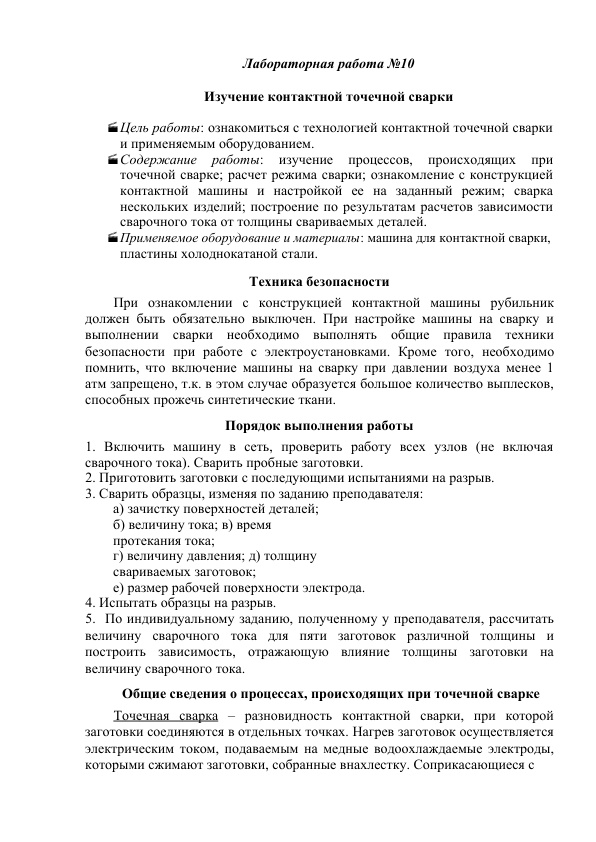 Лабораторная работа №10
Изучение контактной точечной сварки
Цель работы: ознакомиться с технологией контактной точечной сварки
и применяемым оборудованием.
Содержание работы: изучение процессов, происходящих при
точечной сварке; расчет режима сварки; ознакомление с конструкцией
контактной машины и настройкой ее на заданный режим; сварка
нескольких изделий; построение по результатам расчетов зависимости
сварочного тока от толщины свариваемых деталей.
Применяемое оборудование и материалы: машина для контактной сварки,
пластины холоднокатаной стали.
Техника безопасности
При ознакомлении с конструкцией контактной машины рубильник
должен быть обязательно выключен. При настройке машины на сварку и
выполнении сварки необходимо выполнять общие правила техники
безопасности при работе с электроустановками. Кроме того, необходимо
помнить, что включение машины на сварку при давлении воздуха менее 1
атм запрещено, т.к. в этом случае образуется большое количество выплесков,
способных прожечь синтетические ткани.
Порядок выполнения работы
1. Включить машину в сеть, проверить работу всех узлов (не включая
сварочного тока). Сварить пробные заготовки.
2. Приготовить заготовки с последующими испытаниями на разрыв.
3. Сварить образцы, изменяя по заданию преподавателя:
а) зачистку поверхностей деталей;
б) величину тока; в) время
протекания тока;
г) величину давления; д) толщину
свариваемых заготовок;
е) размер рабочей поверхности электрода.
4. Испытать образцы на разрыв.
5. По индивидуальному заданию, полученному у преподавателя, рассчитать
величину сварочного тока для пяти заготовок различной толщины и
построить зависимость, отражающую влияние толщины заготовки на
величину сварочного тока.
Общие сведения о процессах, происходящих при точечной сварке
Точечная сварка – разновидность контактной сварки, при которой
заготовки соединяются в отдельных точках. Нагрев заготовок осуществляется
электрическим током, подаваемым на медные водоохлаждаемые электроды,
которыми сжимают заготовки, собранные внахлестку. Соприкасающиеся с